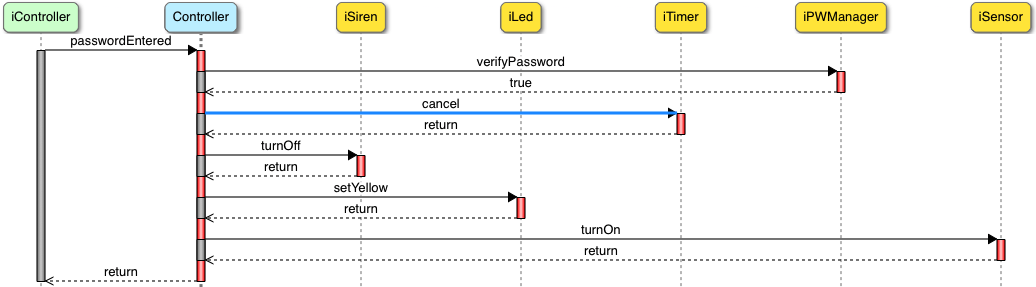 iController
Controller
iSiren
iLed
iTimer
iPWManager
iSensor
passwordEntered
verifyPassword
true
cancel
return
turnOff
return
setYellow
return
turnOn
return
return